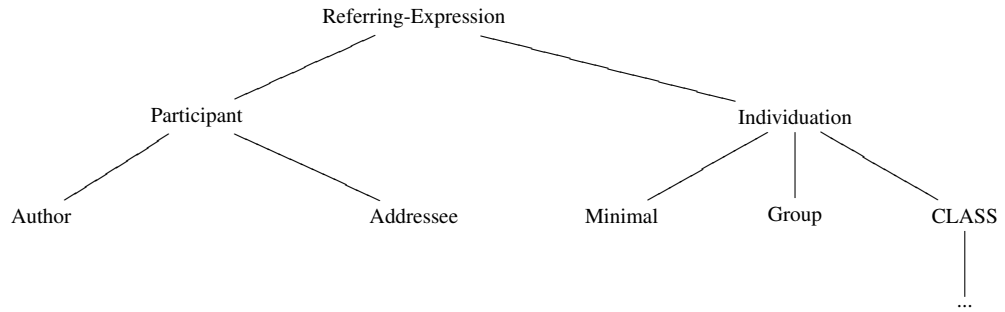 Referring-Expression
Participant
Individuation
Author
Addressee
Minimal
Group
CLASS
...